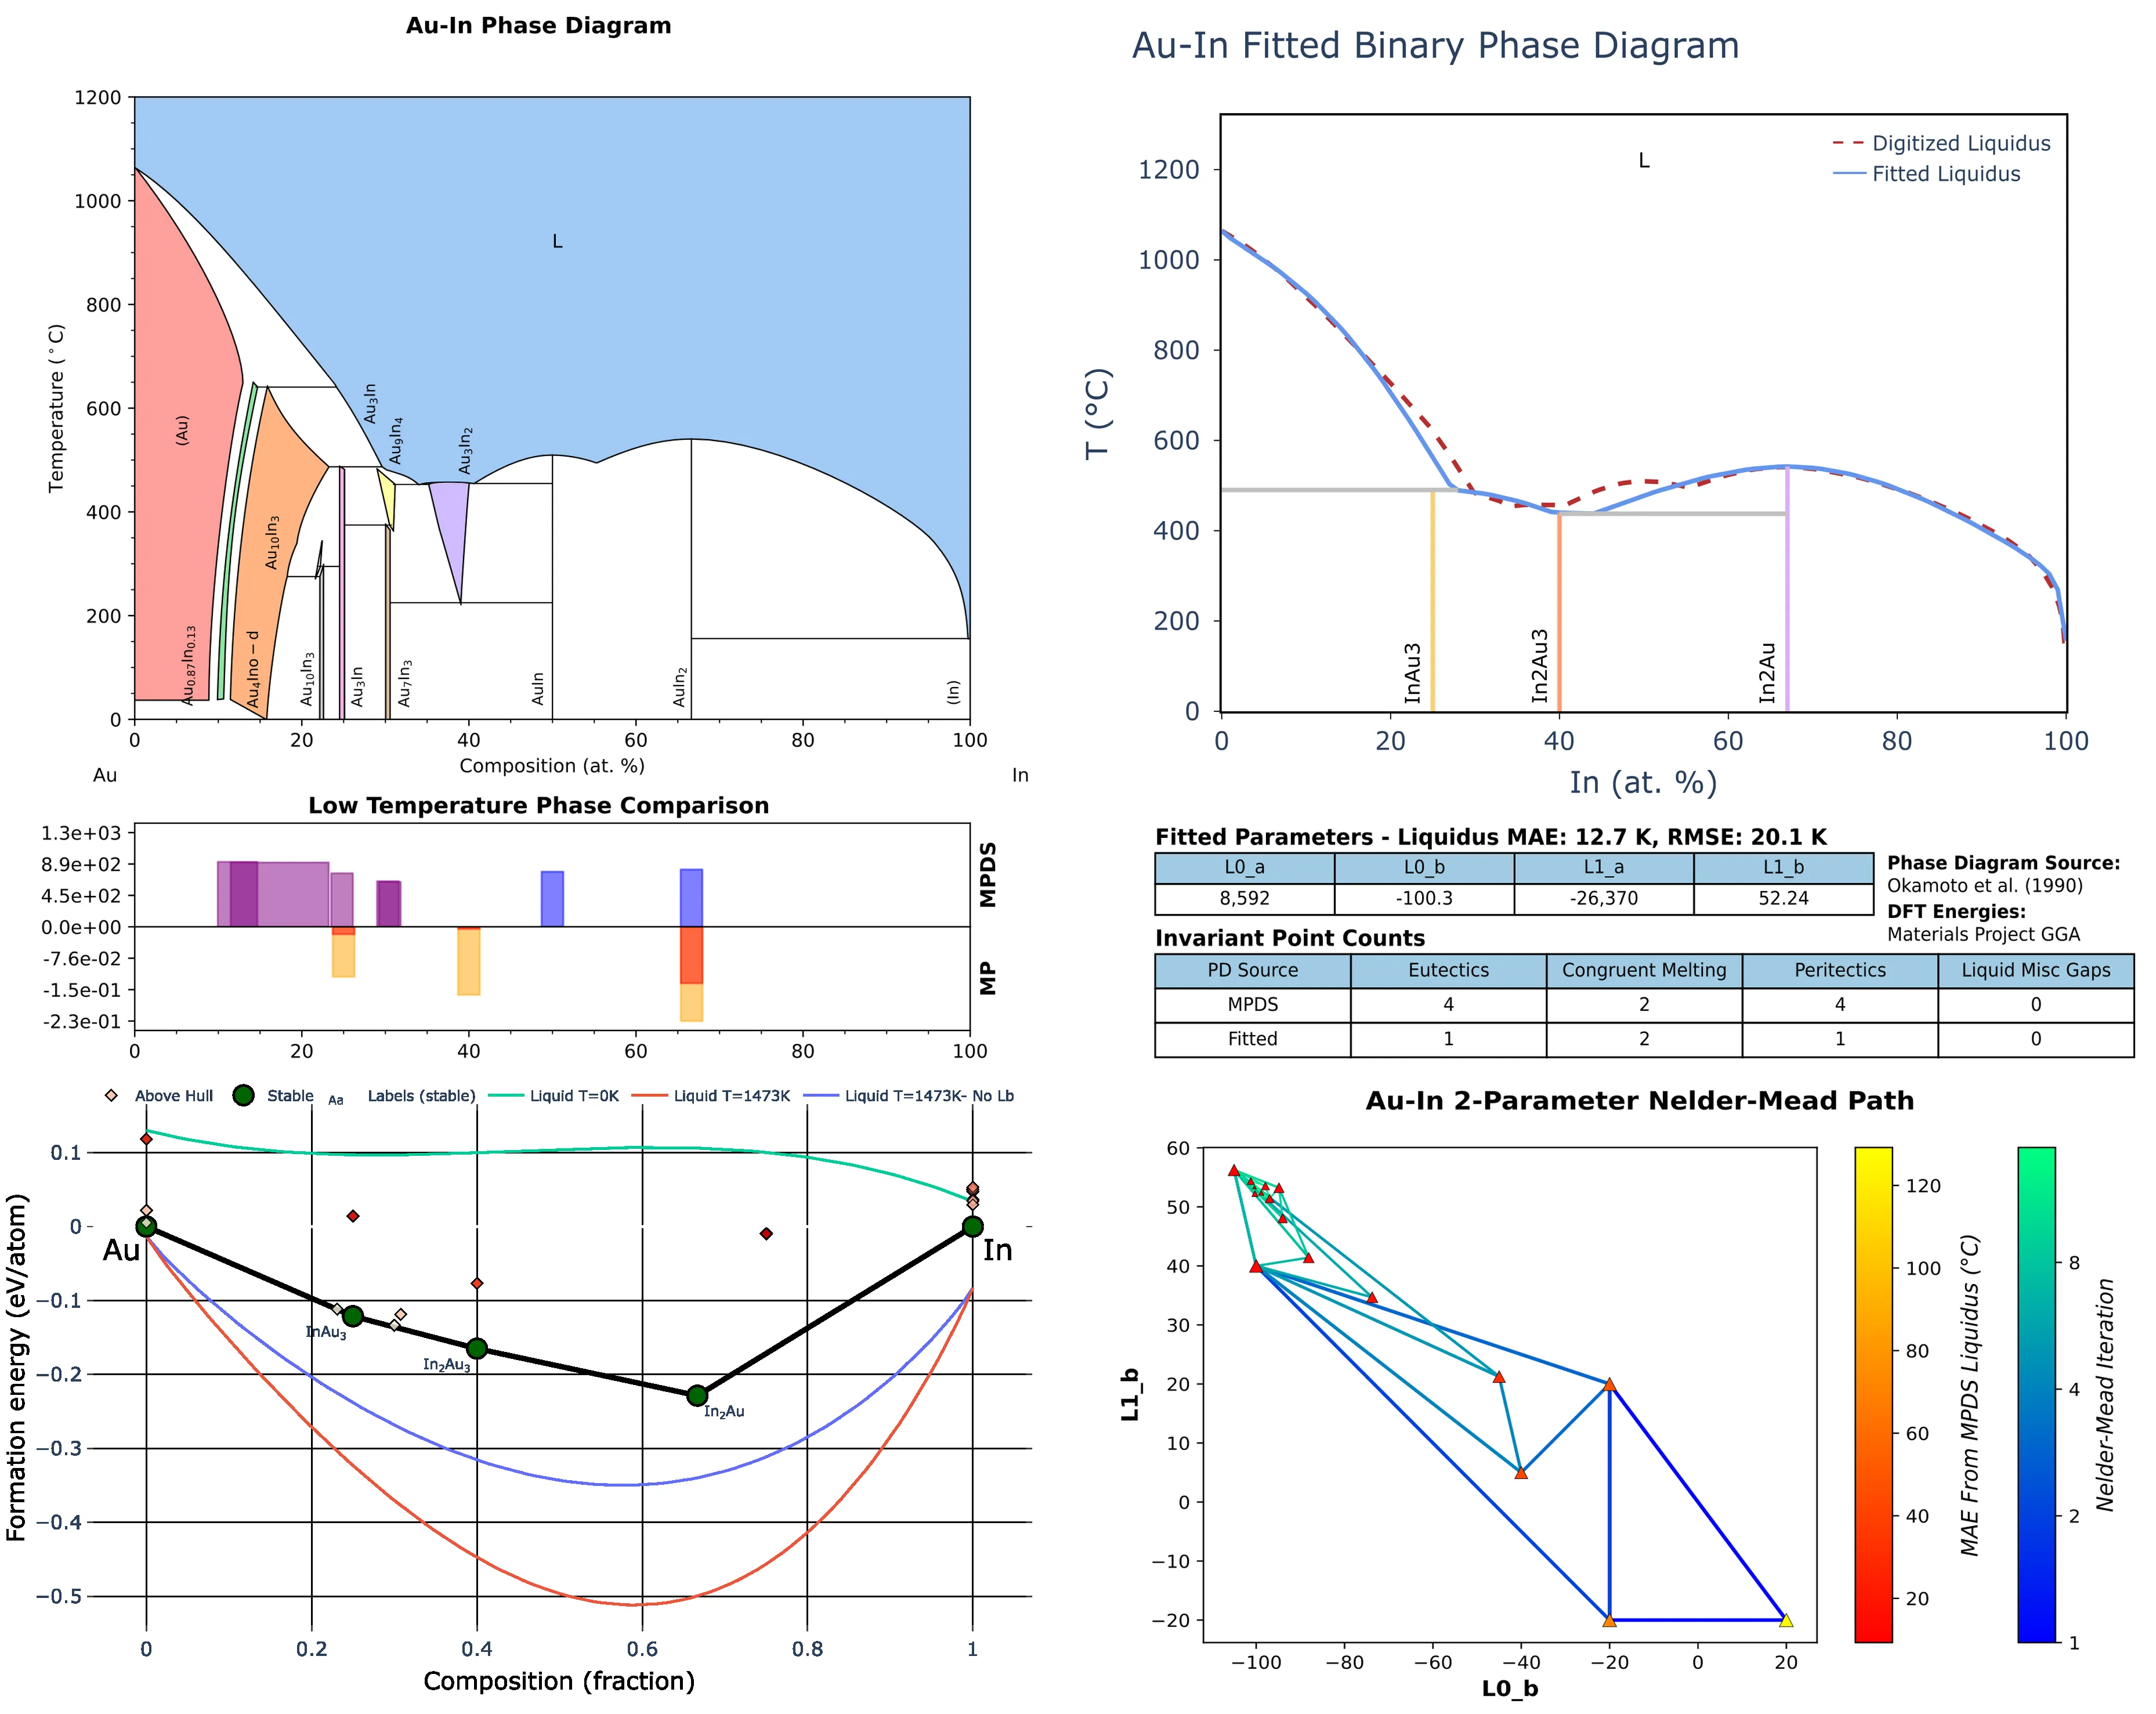 Au-In Phase Diagram
1200
1000
800
600
400
200
0
Temperature (°C)
L
(Au)
Au0.87In0.13
Au4Ino−d
Au10In3
Au10In3
Au3In
Au3In
Au9In4
Au3In2
Au7In3
AuIn
AuIn2
(In)
0 20 40 60 80 100
Composition (at. %)
Au In
Au-In Fitted Binary Phase Diagram
1200
1000
800
600
400
200
0
T (°C)
L
Digitized Liquidus
Fitted Liquidus
InAu3
In2Au3
In2Au
0 20 40 60 80 100
In (at. %)
Low Temperature Phase Comparison
1.3e+03
8.9e+02
4.5e+02
0.0e+00
-7.6e-02
-1.5e-01
-2.3e-01
MPDS
MP
0 20 40 60 80 100
Fitted Parameters - Liquidus MAE: 12.7 K, RMSE: 20.1 K
L0_a L0_b L1_a L1_b
8,592 -100.3 -26,370 52.24
Phase Diagram Source:
Okamoto et al. (1990)
DFT Energies:
Materials Project GGA
Invariant Point Counts
PD Source Eutectics Congruent Melting Peritectics Liquid Misc Gaps
MPDS 4 2 4 0
Fitted 1 2 1 0
Above Hull Stable Aa Labels (stable) Liquid T=0K Liquid T=1473K Liquid T=1473K- No Lb
0.1
0
−0.1
−0.2
−0.3
−0.4
−0.5
Formation energy (eV/atom)
Au
In
InAu3
In2Au3
In2Au
0 0.2 0.4 0.6 0.8 1
Composition (fraction)
Au-In 2-Parameter Nelder-Mead Path
60
50
40
30
20
10
0
−10
−20
L1_b
−100 −80 −60 −40 −20 0 20
L0_b
120
100
80
60
40
20
MAE From MPDS Liquidus (°C)
8
4
2
1
Nelder-Mead Iteration